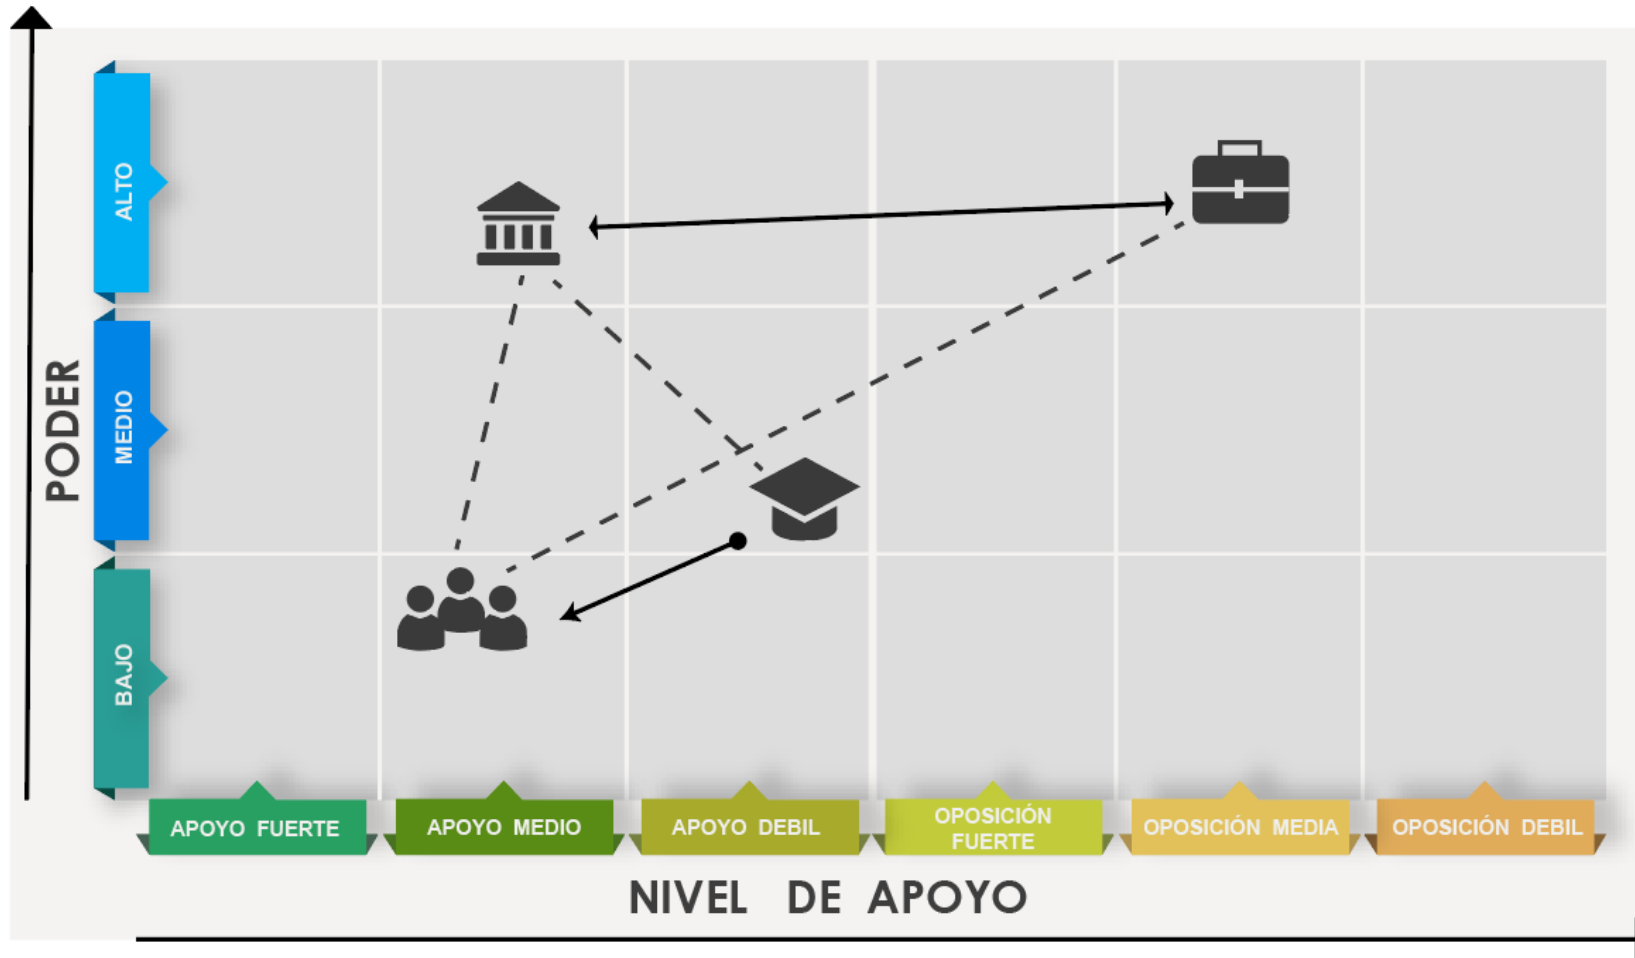 PODER
ALTO
MEDIO
BAJO
APOYO FUERTE
APOYO MEDIO
APOYO DEBIL
OPOSICIÓN
FUERTE
OPOSICIÓN MEDIA
OPOSICIÓN DEBIL
NIVEL DE APOYO